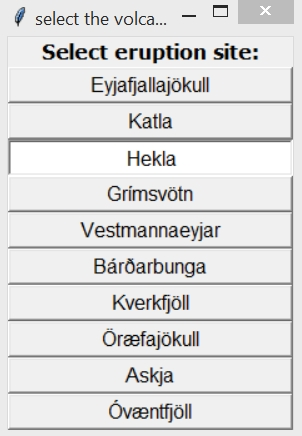 select the volca...
Select eruption site:
Eyjafjallajökull
Katla
Hekla
Grímsvötn
Vestmannaeyjar
Bárðarbunga
Kverkfjöll
Öræfajökull
Askja
Óvæntfjöll